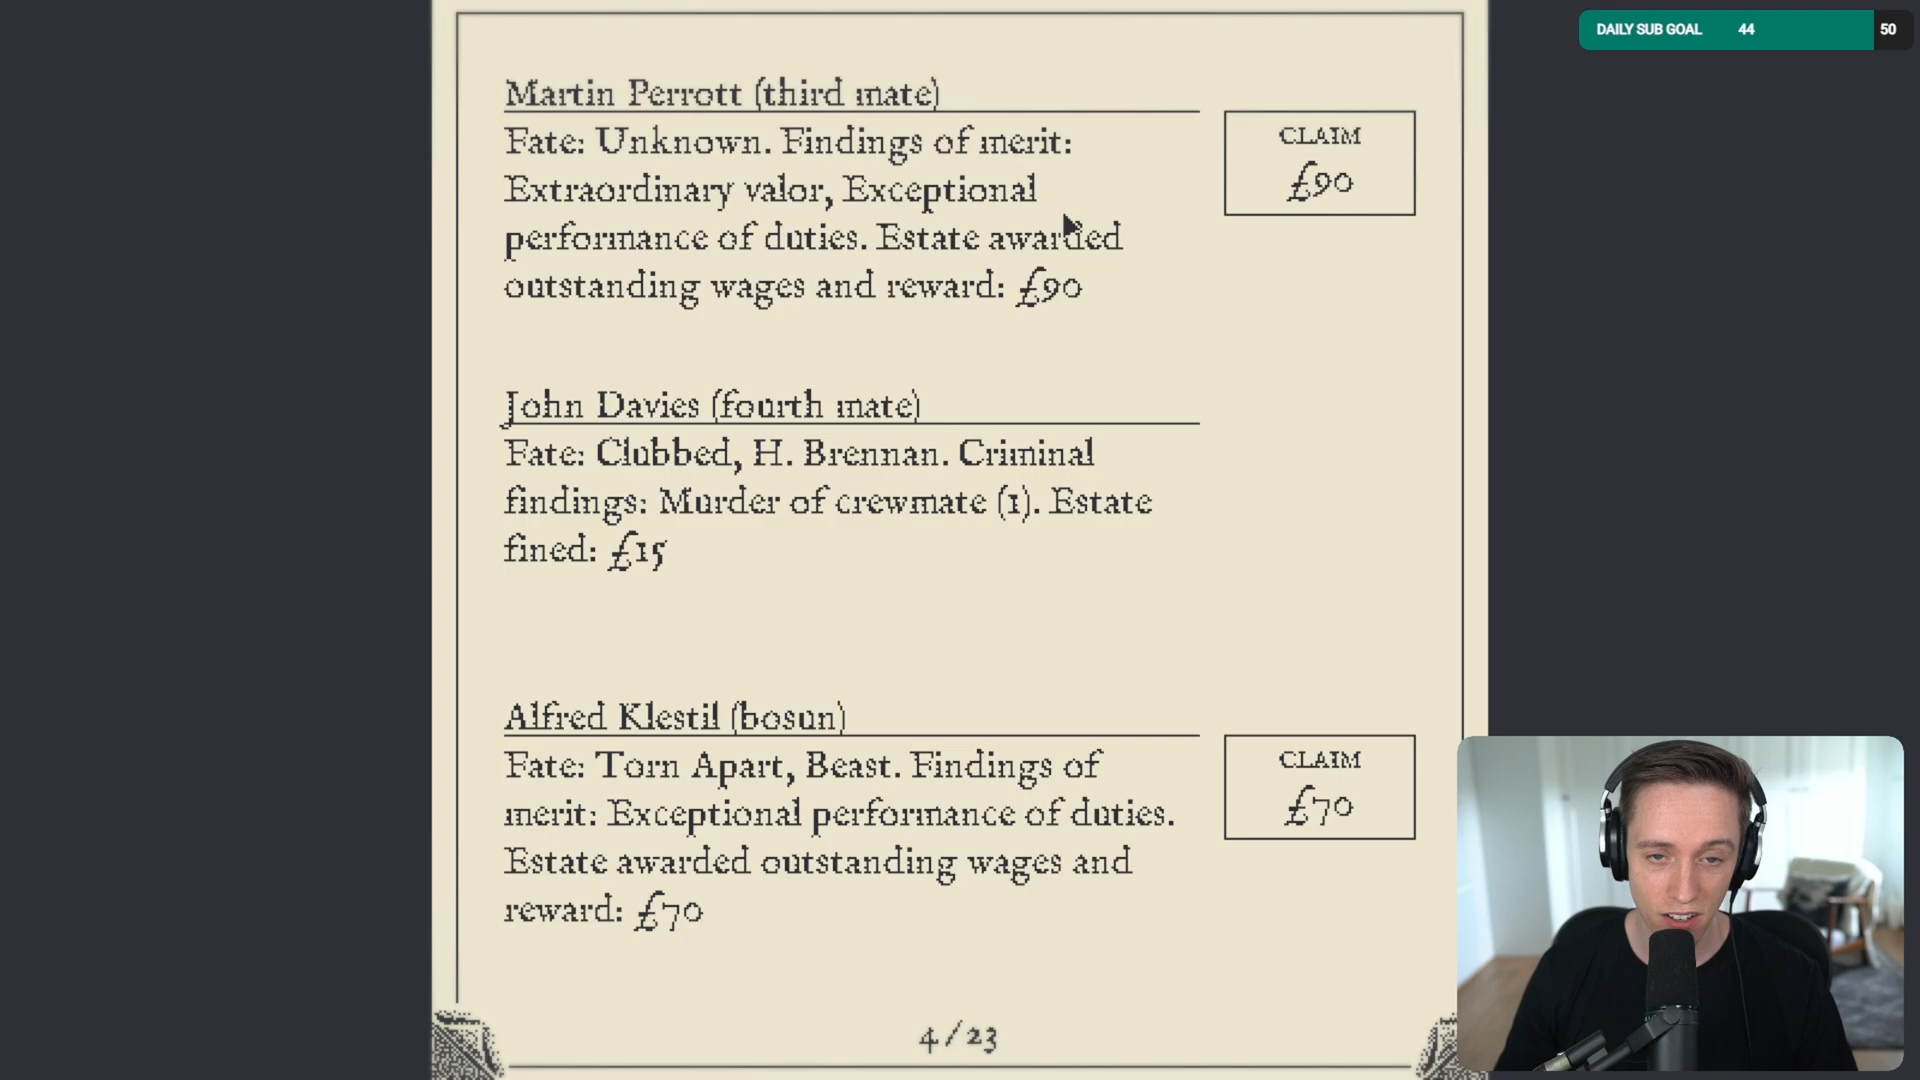 DAILY SUB GOAL 44 50
Martin Perrott (third mate)
Fate: Unknown. Findings of merit:
Extraordinary valor, Exceptional
performance of duties. Estate awarded
outstanding wages and reward: £90
CLAIM
£90
John Davies (fourth mate)
Fate: Clubbed, H. Brennan. Criminal
findings: Murder of crewmate (1). Estate
fined: £15
Alfred Klestil (bosun)
Fate: Torn Apart, Beast. Findings of
merit: Exceptional performance of duties.
Estate awarded outstanding wages and
reward: £70
CLAIM
£70
4/23